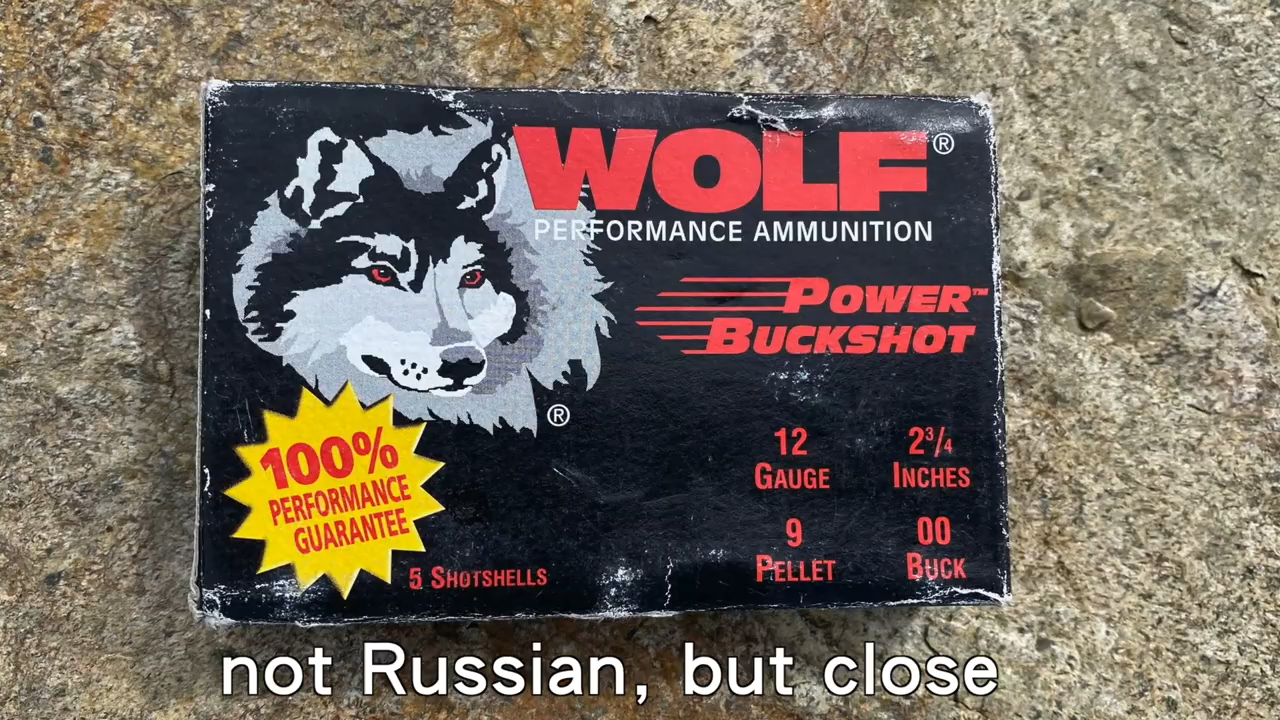 WOLF®
PERFORMANCE AMMUNITION
POWER™
BUCKSHOT
®
100%
PERFORMANCE
GUARANTEE
12 GAUGE
2¾ INCHES
9 PELLET
00 BUCK
5 SHOTSHELLS
not Russian, but close